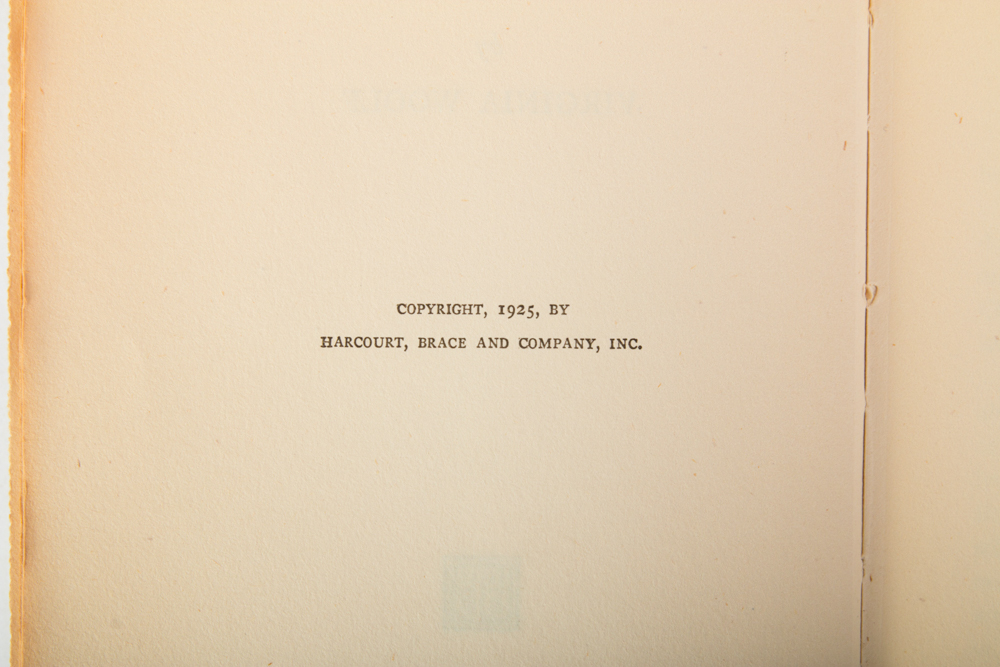 COPYRIGHT, 1925, BY
HARCOURT, BRACE AND COMPANY, INC.